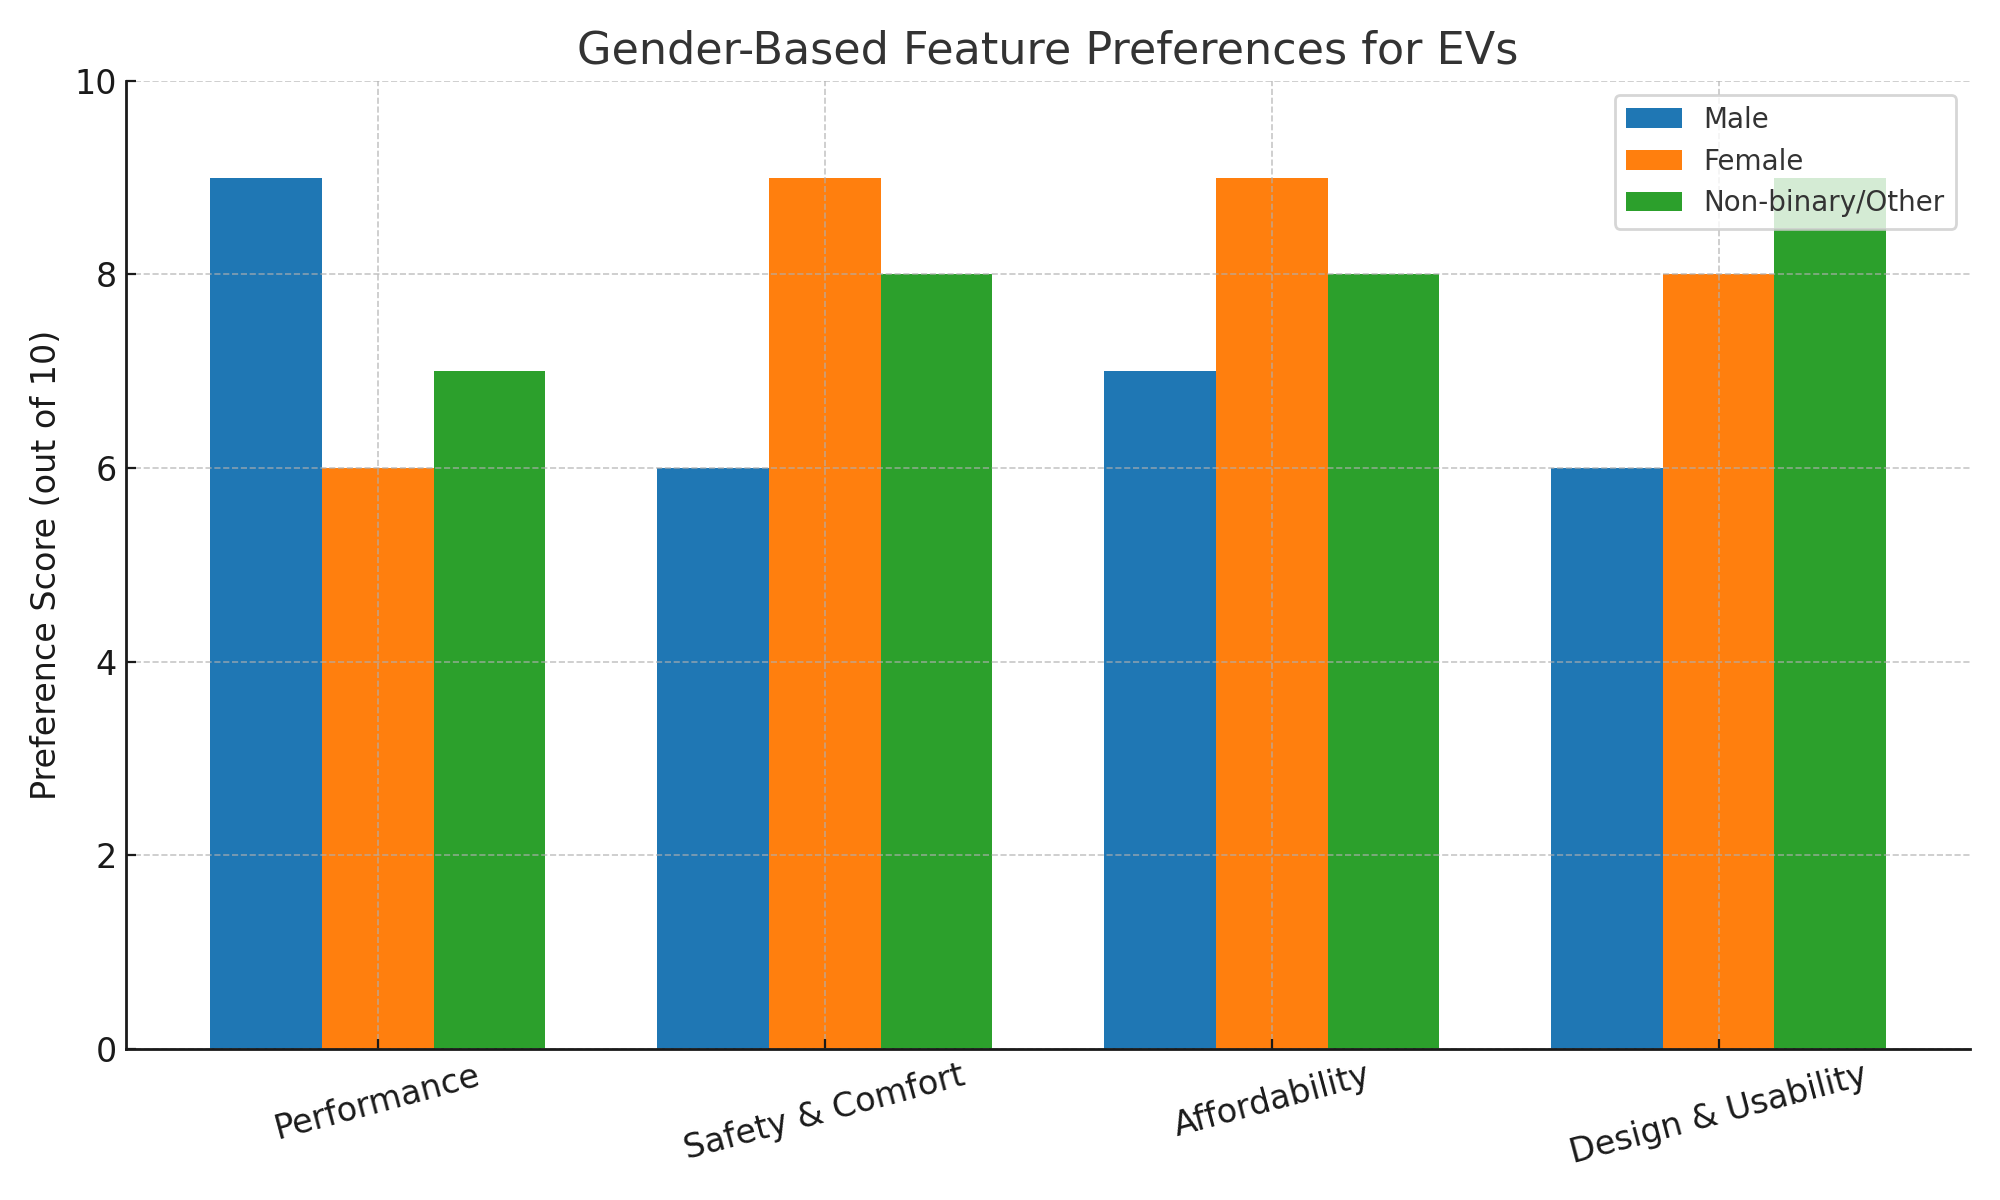 Gender-Based Feature Preferences for EVs
Preference Score (out of 10)
10
8
6
4
2
0
Male
Female
Non-binary/Other
Performance
Safety & Comfort
Affordability
Design & Usability